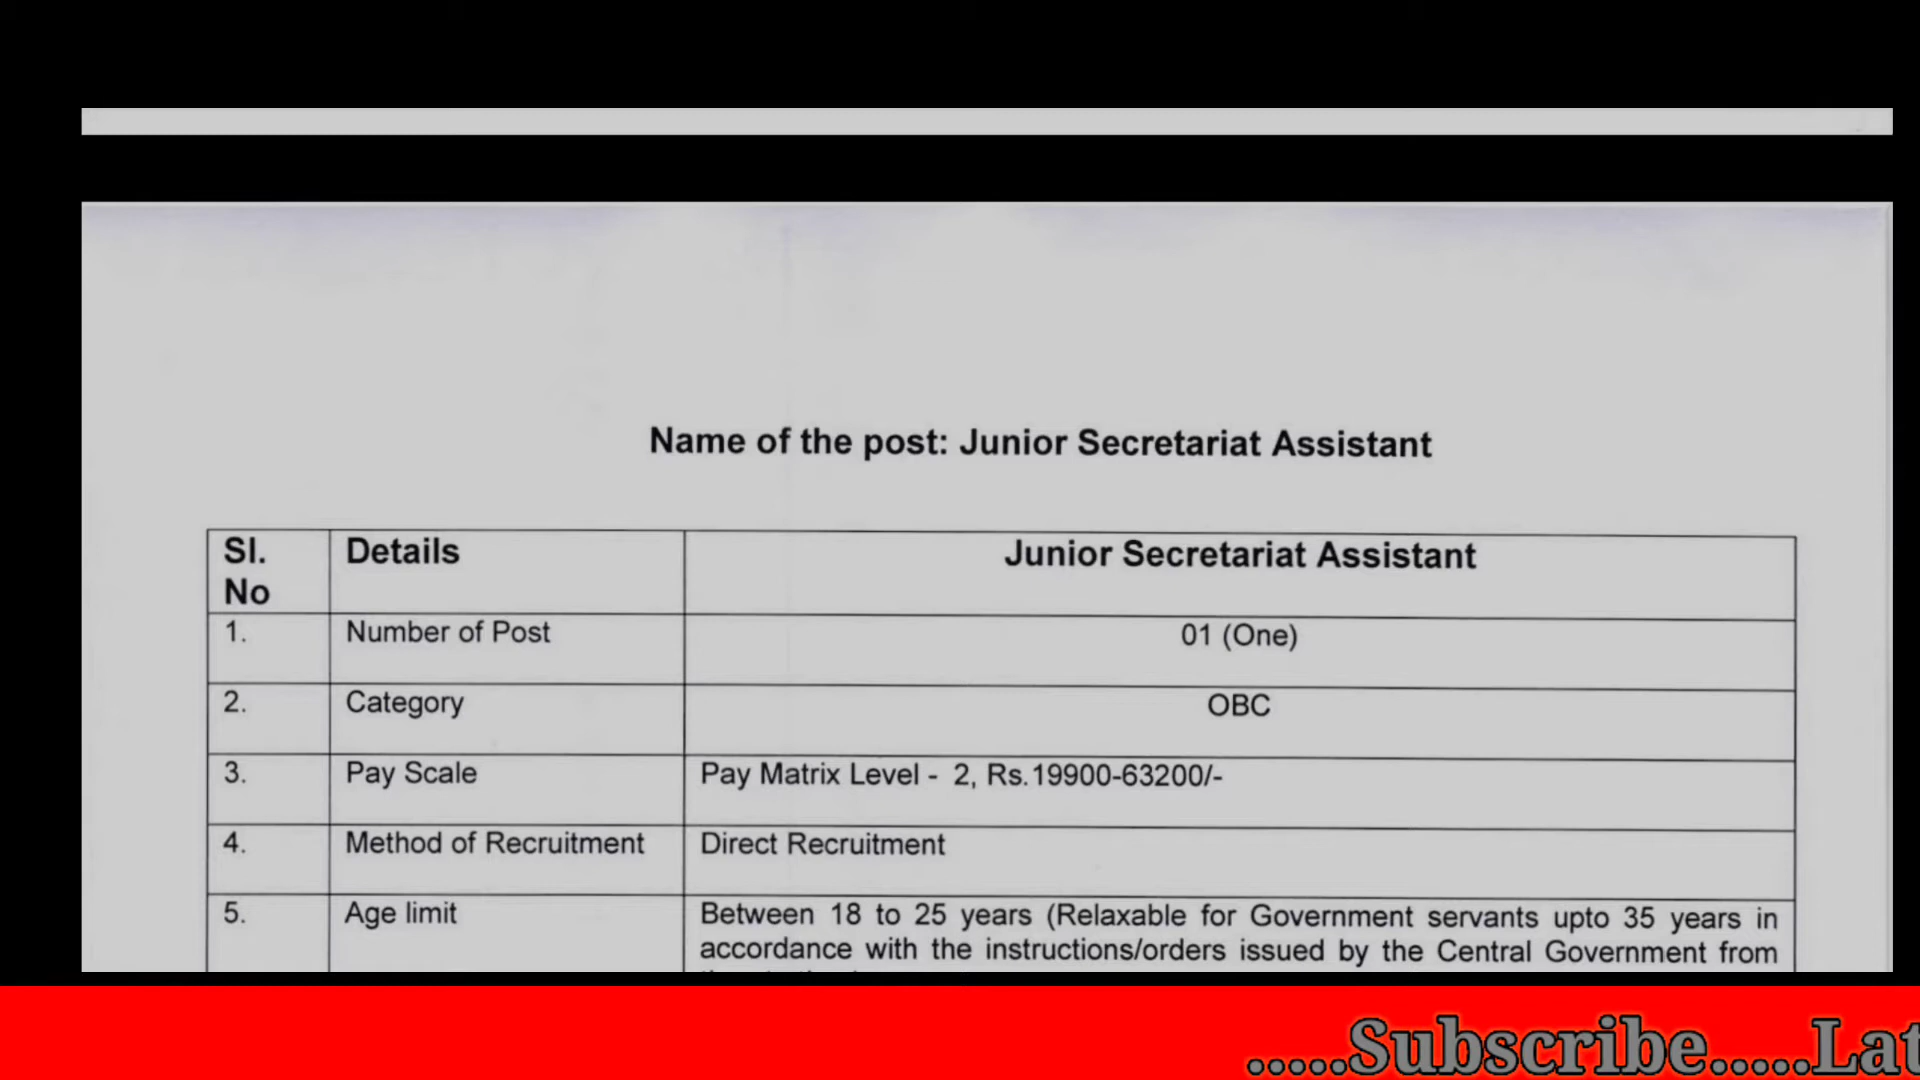 Name of the post: Junior Secretariat Assistant
Sl. No
Details
Junior Secretariat Assistant
1.
Number of Post
01 (One)
2.
Category
OBC
3.
Pay Scale
Pay Matrix Level - 2, Rs.19900-63200/-
4.
Method of Recruitment
Direct Recruitment
5.
Age limit
Between 18 to 25 years (Relaxable for Government servants upto 35 years in
accordance with the instructions/orders issued by the Central Government from
.....Subscribe.....Lat